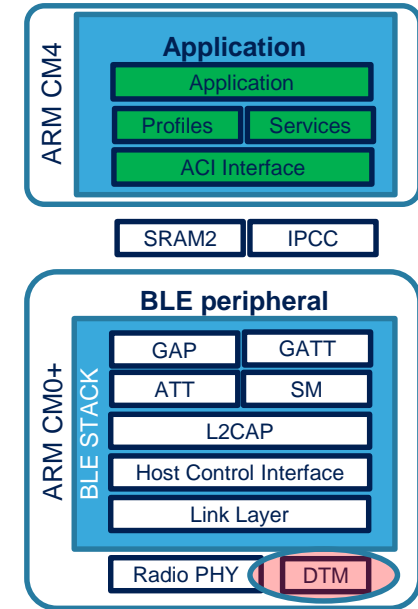 ARM CM4
Application
Application
Profiles Services
ACI Interface
SRAM2 IPCC
ARM CM0+
BLE peripheral
BLE STACK
GAP GATT
ATT SM
L2CAP
Host Control Interface
Link Layer
Radio PHY DTM